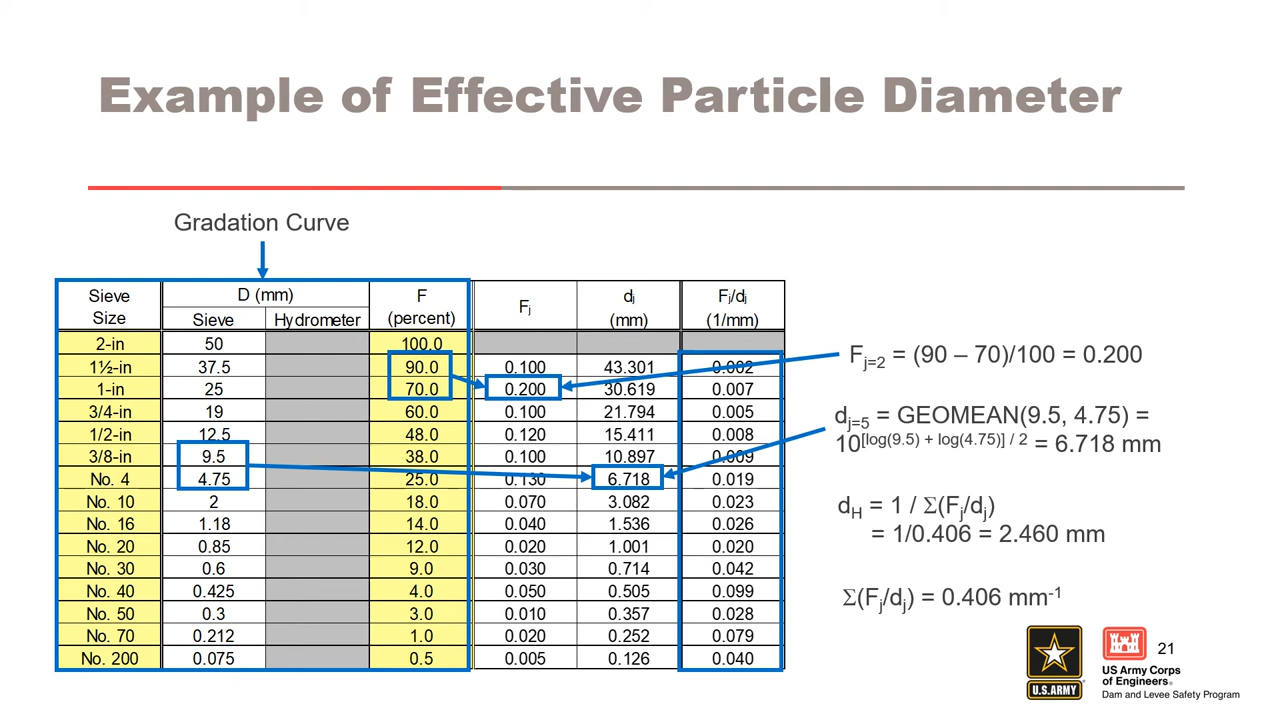 Example of Effective Particle Diameter
Gradation Curve
Sieve Size D (mm) F (percent) Fj dj (mm) Fj/dj (1/mm)
Sieve Hydrometer
2-in 50 100.0
1½-in 37.5 90.0 0.100 43.301 0.002
1-in 25 70.0 0.200 30.619 0.007
3/4-in 19 60.0 0.100 21.794 0.005
1/2-in 12.5 48.0 0.120 15.411 0.008
3/8-in 9.5 38.0 0.100 10.897 0.009
No. 4 4.75 25.0 0.130 6.718 0.019
No. 10 2 18.0 0.070 3.082 0.023
No. 16 1.18 14.0 0.040 1.536 0.026
No. 20 0.85 12.0 0.020 1.001 0.020
No. 30 0.6 9.0 0.030 0.714 0.042
No. 40 0.425 4.0 0.050 0.505 0.099
No. 50 0.3 3.0 0.010 0.357 0.028
No. 70 0.212 1.0 0.020 0.252 0.079
No. 200 0.075 0.5 0.005 0.126 0.040
Fj=2 = (90 – 70)/100 = 0.200
dj=5 = GEOMEAN(9.5, 4.75) =
10[log(9.5) + log(4.75)] / 2 = 6.718 mm
dH = 1 / Σ(Fj/dj)
= 1/0.406 = 2.460 mm
Σ(Fj/dj) = 0.406 mm-1
U.S.ARMY
21
US Army Corps
of Engineers®
Dam and Levee Safety Program